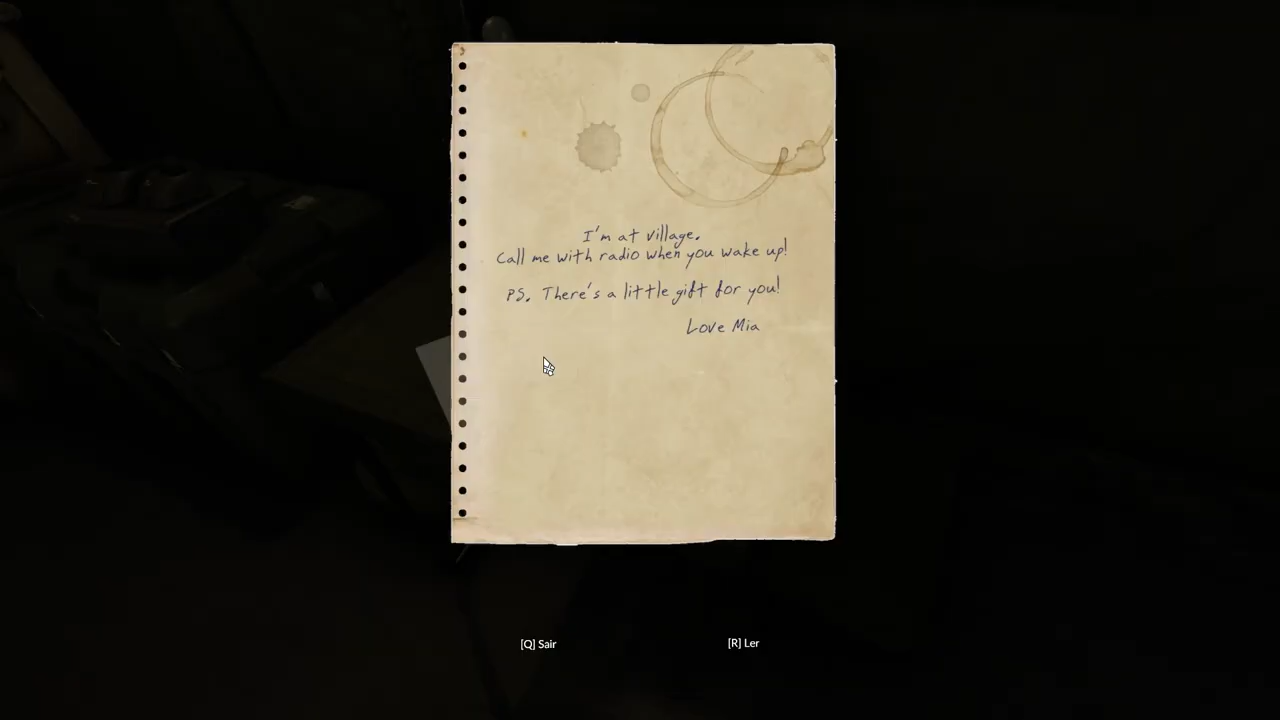 I'm at village.
Call me with radio when you wake up!
PS. There's a little gift for you!
Love Mia
[Q] Sair
[R] Ler